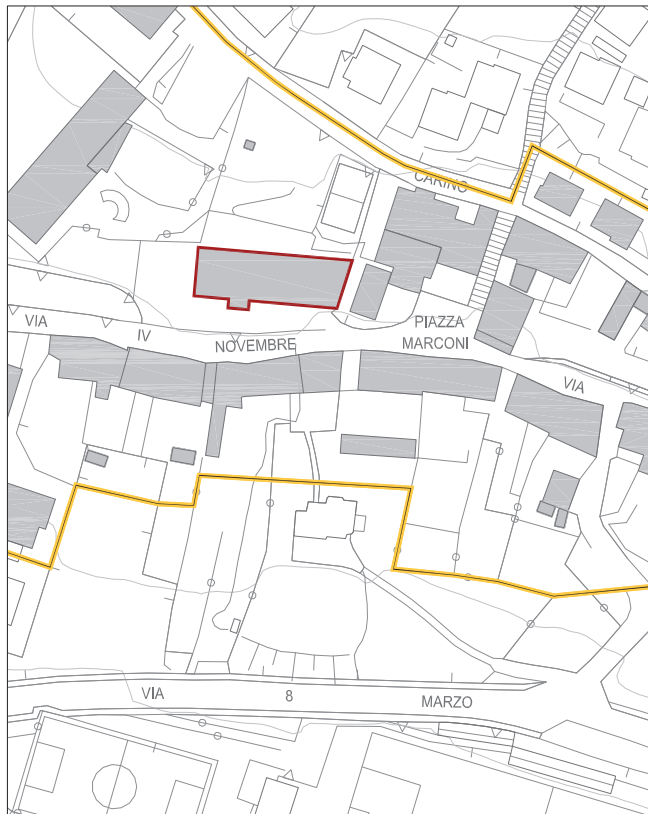 CARINO
VIA IV NOVEMBRE
PIAZZA
MARCONI
VIA
VIA 8 MARZO